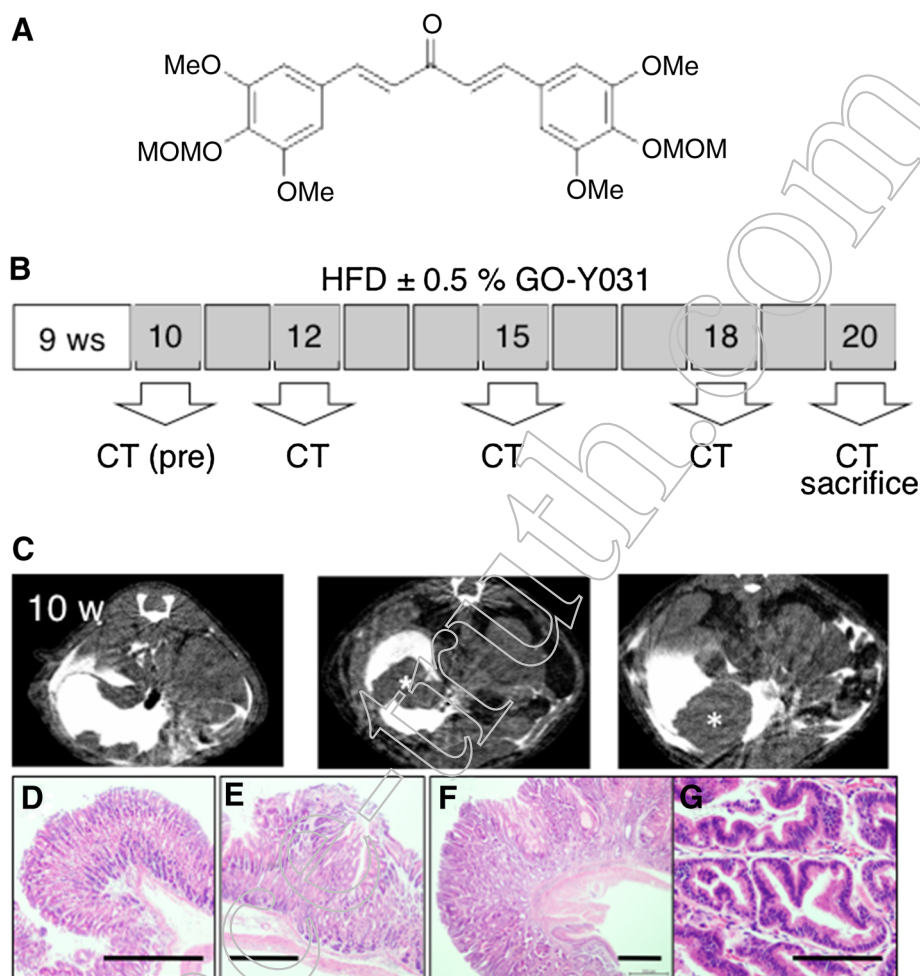 A
O
MeO
OMe
MOMO
OMOM
OMe
OMe
B
HFD ± 0.5 % GO-Y031
9 ws 10 12 15 18 20
CT (pre) CT CT CT CT
sacrifice
C
10 w
*
*
D
E
F
G